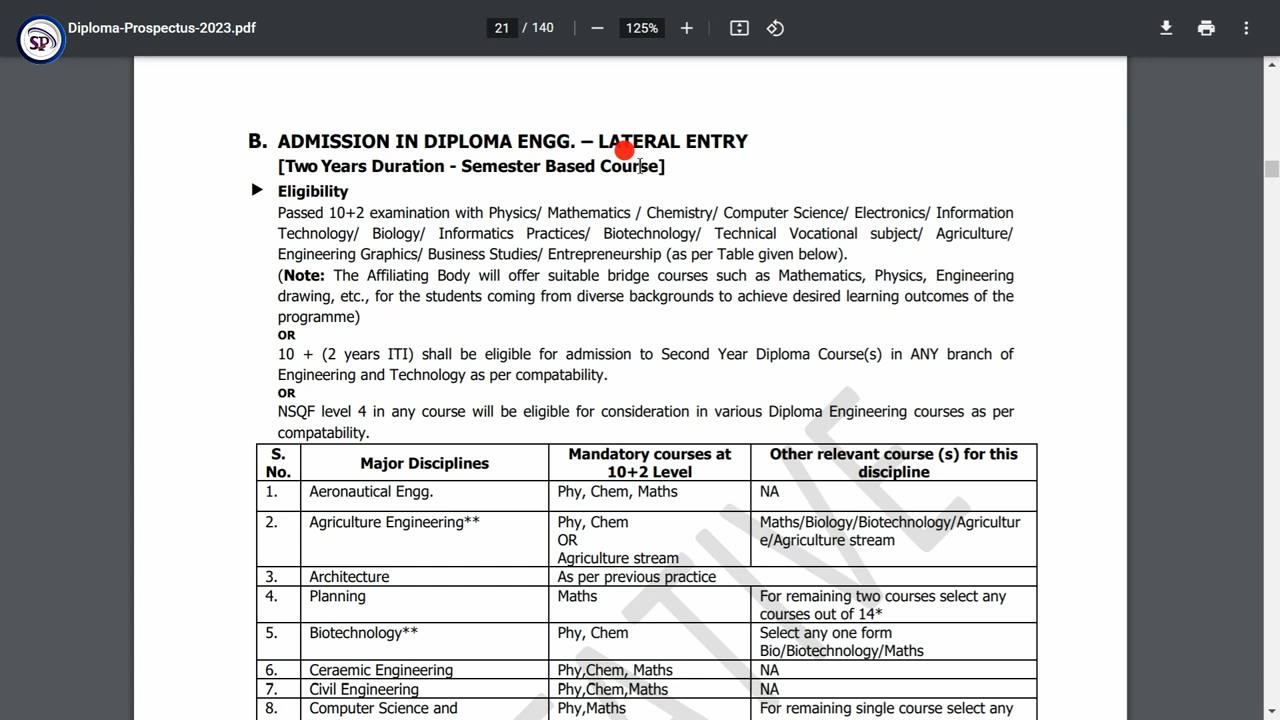 SP
Diploma-Prospectus-2023.pdf
21 / 140
125%
B. ADMISSION IN DIPLOMA ENGG. – LATERAL ENTRY
[Two Years Duration - Semester Based Course]
Eligibility
Passed 10+2 examination with Physics/ Mathematics / Chemistry/ Computer Science/ Electronics/ Information
Technology/ Biology/ Informatics Practices/ Biotechnology/ Technical Vocational subject/ Agriculture/
Engineering Graphics/ Business Studies/ Entrepreneurship (as per Table given below).
(Note: The Affiliating Body will offer suitable bridge courses such as Mathematics, Physics, Engineering
drawing, etc., for the students coming from diverse backgrounds to achieve desired learning outcomes of the
programme)
OR
10 + (2 years ITI) shall be eligible for admission to Second Year Diploma Course(s) in ANY branch of
Engineering and Technology as per compatability.
OR
NSQF level 4 in any course will be eligible for consideration in various Diploma Engineering courses as per
compatability.
S. No. Major Disciplines Mandatory courses at 10+2 Level Other relevant course (s) for this discipline
1. Aeronautical Engg. Phy, Chem, Maths NA
2. Agriculture Engineering** Phy, Chem Maths/Biology/Biotechnology/Agricultur
OR e/Agriculture stream
Agriculture stream
3. Architecture As per previous practice
4. Planning Maths For remaining two courses select any
courses out of 14*
5. Biotechnology** Phy, Chem Select any one form
Bio/Biotechnology/Maths
6. Ceraemic Engineering Phy,Chem, Maths NA
7. Civil Engineering Phy,Chem,Maths NA
8. Computer Science and Phy,Maths For remaining single course select any